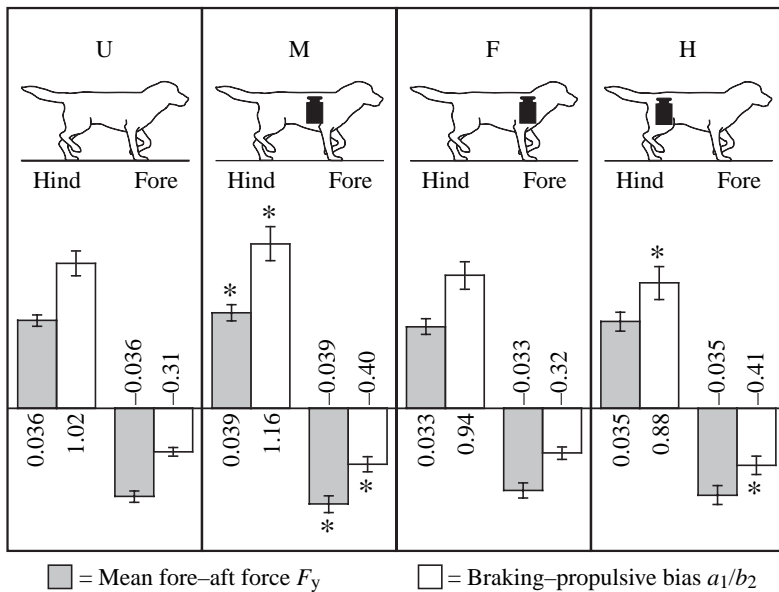 U M F H
Hind Fore Hind Fore Hind Fore Hind Fore
* * *
–0.036 –0.31 –0.039 –0.40 –0.033 –0.32 –0.035 –0.41
0.036 1.02 0.039 1.16 0.033 0.94 0.035 0.88
* * *
= Mean fore–aft force Fy = Braking–propulsive bias a1/b2